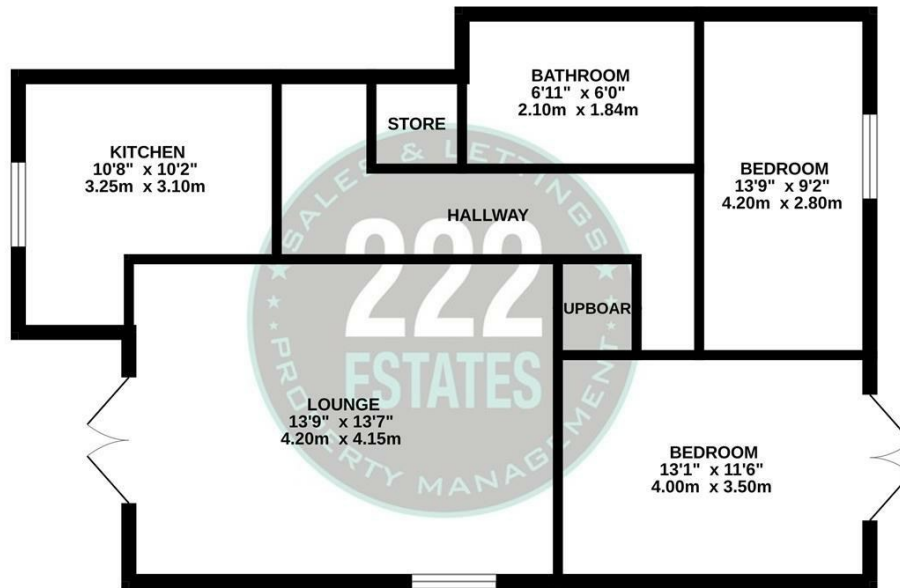 BATHROOM
6'11" x 6'0"
2.10m x 1.84m
STORE
KITCHEN
10'8" x 10'2"
3.25m x 3.10m
BEDROOM
13'9" x 9'2"
4.20m x 2.80m
HALLWAY
SALES & LETTINGS
222
ESTATES
PROPERTY MANAGEMENT
UPBOAR
LOUNGE
13'9" x 13'7"
4.20m x 4.15m
BEDROOM
13'1" x 11'6"
4.00m x 3.50m